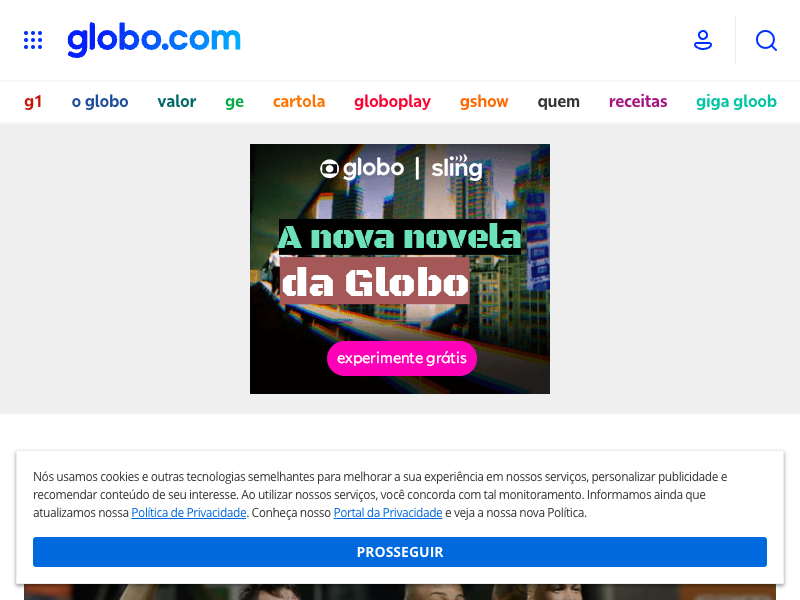 globo.com
g1 o globo valor ge cartola globoplay gshow quem receitas giga gloob
globo | sling
A nova novela
da Globo
experimente grátis
Nós usamos cookies e outras tecnologias semelhantes para melhorar a sua experiência em nossos serviços, personalizar publicidade e
recomendar conteúdo de seu interesse. Ao utilizar nossos serviços, você concorda com tal monitoramento. Informamos ainda que
atualizamos nossa Política de Privacidade. Conheça nosso Portal da Privacidade e veja a nossa nova Política.
PROSSEGUIR